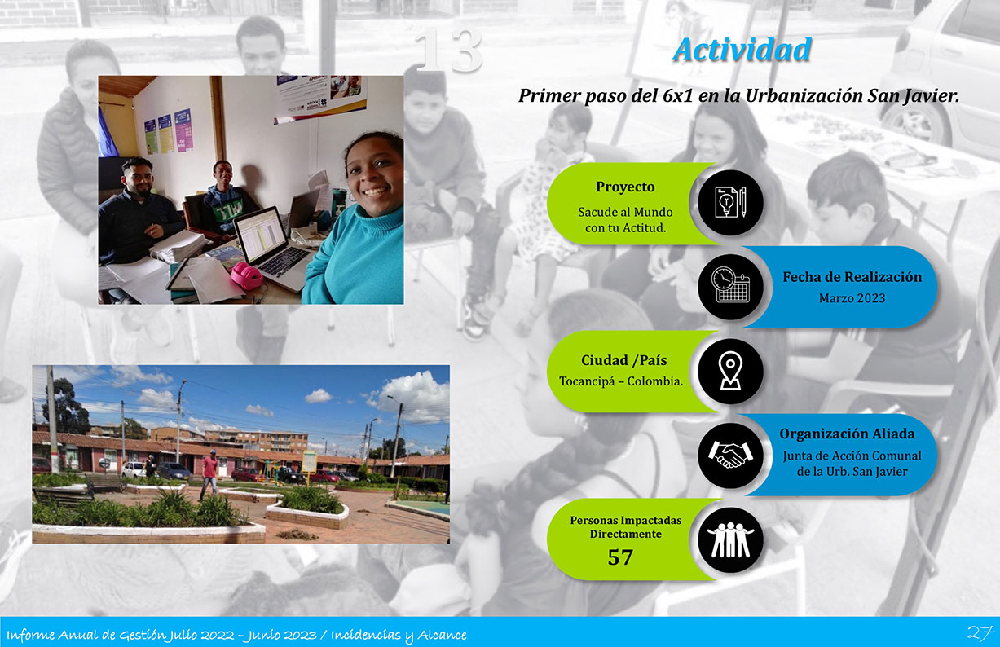 13
Actividad
Primer paso del 6x1 en la Urbanización San Javier.
Proyecto
Sacude al Mundo
con tu Actitud.
Fecha de Realización
Marzo 2023
Ciudad /País
Tocancipá – Colombia.
Organización Aliada
Junta de Acción Comunal
de la Urb. San Javier
Personas Impactadas
Directamente
57
Informe Anual de Gestión Julio 2022 – Junio 2023 / Incidencias y Alcance
27